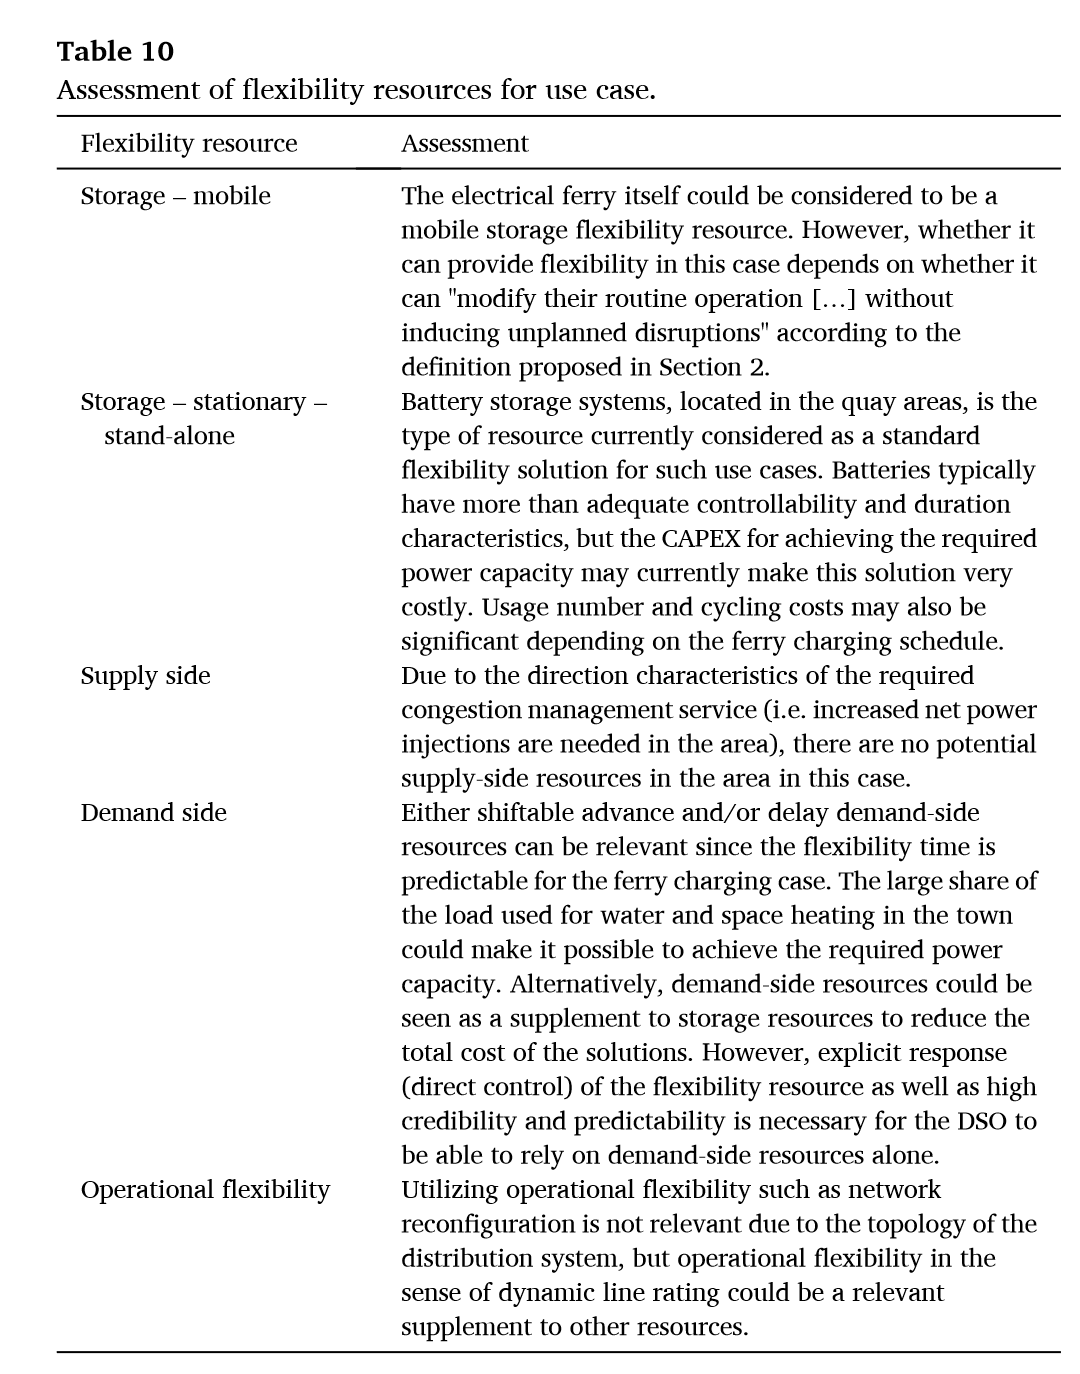 Table 10
Assessment of flexibility resources for use case.
Flexibility resource Assessment
Storage – mobile The electrical ferry itself could be considered to be a
mobile storage flexibility resource. However, whether it
can provide flexibility in this case depends on whether it
can "modify their routine operation […] without
inducing unplanned disruptions" according to the
definition proposed in Section 2.
Storage – stationary – Battery storage systems, located in the quay areas, is the
stand-alone type of resource currently considered as a standard
flexibility solution for such use cases. Batteries typically
have more than adequate controllability and duration
characteristics, but the CAPEX for achieving the required
power capacity may currently make this solution very
costly. Usage number and cycling costs may also be
significant depending on the ferry charging schedule.
Supply side Due to the direction characteristics of the required
congestion management service (i.e. increased net power
injections are needed in the area), there are no potential
supply-side resources in the area in this case.
Demand side Either shiftable advance and/or delay demand-side
resources can be relevant since the flexibility time is
predictable for the ferry charging case. The large share of
the load used for water and space heating in the town
could make it possible to achieve the required power
capacity. Alternatively, demand-side resources could be
seen as a supplement to storage resources to reduce the
total cost of the solutions. However, explicit response
(direct control) of the flexibility resource as well as high
credibility and predictability is necessary for the DSO to
be able to rely on demand-side resources alone.
Operational flexibility Utilizing operational flexibility such as network
reconfiguration is not relevant due to the topology of the
distribution system, but operational flexibility in the
sense of dynamic line rating could be a relevant
supplement to other resources.